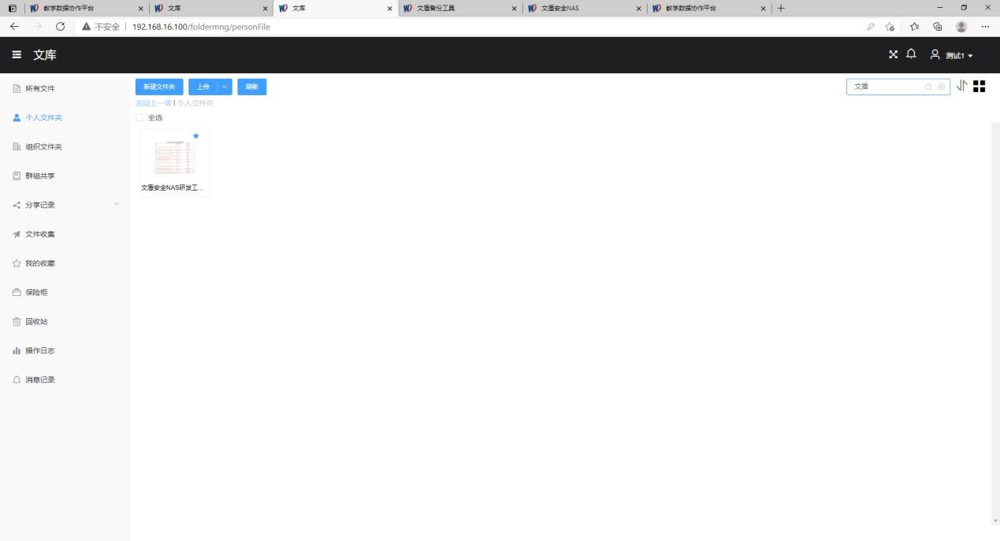 教学数据协作平台
文库
文库
文盾备份工具
文盾安全NAS
教学数据协作平台
不安全 | 192.168.16.100/foldermng/personFile
文库
测试1
所有文件
个人文件夹
组织文件夹
群组共享
分享记录
文件收集
我的收藏
保险柜
回收站
操作日志
消息记录
新建文件夹 上传 刷新
文盾
返回上一级 | 个人文件夹
全选
文盾安全NAS研发工...